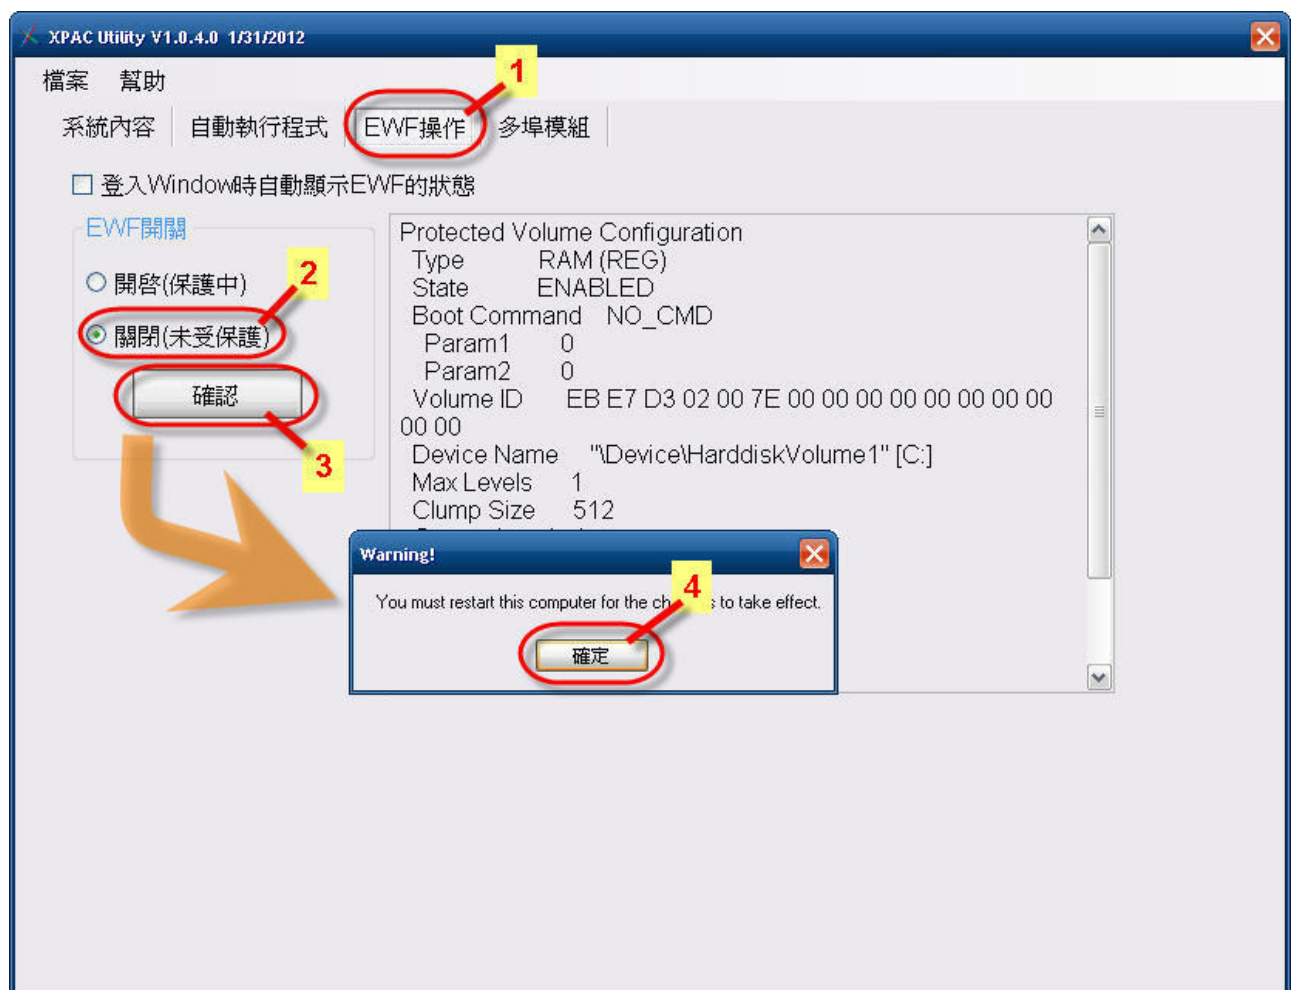 XPAC Utility V1.0.4.0 1/31/2012
檔案 幫助
1
系統內容 自動執行程式 EWF操作 多埠模組
登入Window時自動顯示EWF的狀態
EWF開關
2
開啓(保護中)
關閉(未受保護)
確認
3
Protected Volume Configuration
Type RAM (REG)
State ENABLED
Boot Command NO_CMD
Param1 0
Param2 0
Volume ID EB E7 D3 02 00 7E 00 00 00 00 00 00 00 00
00 00
Device Name "\Device\HarddiskVolume1" [C:]
Max Levels 1
Clump Size 512
Warning!
4
You must restart this computer for the ch s to take effect.
確定